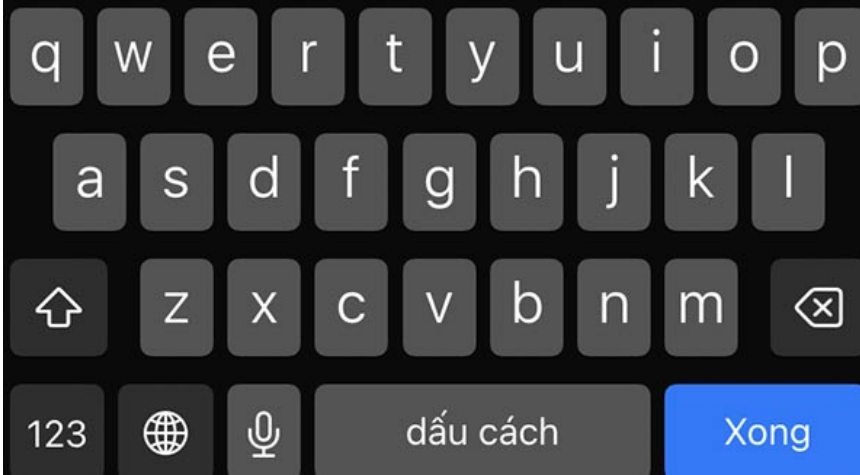 q w e r t y u i o p
a s d f g h j k l
z x c v b n m
123 dấu cách Xong